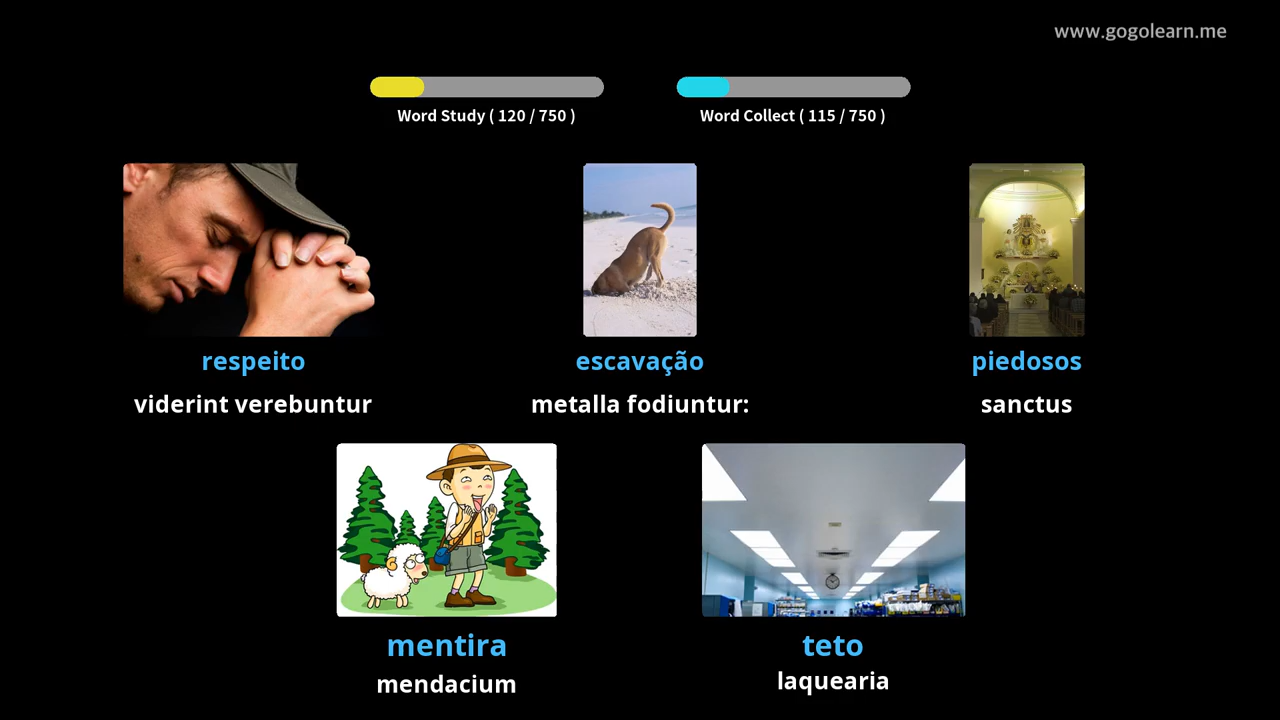 www.gogolearn.me
Word Study ( 120 / 750 )
Word Collect ( 115 / 750 )
respeito
viderint verebuntur
escavação
metalla fodiuntur:
piedosos
sanctus
mentira
mendacium
teto
laquearia